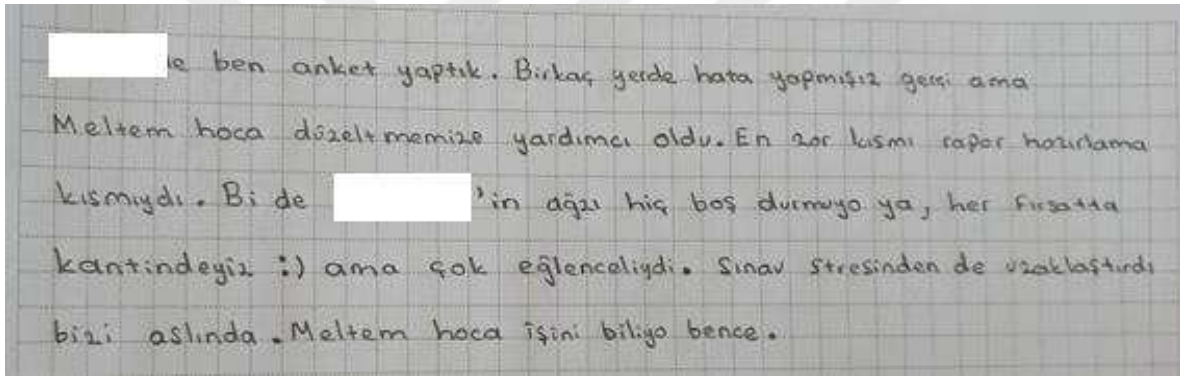 le ben anket yaptık. Birkaç yerde hata yapmışız gerçi ama
Meltem hoca düzeltmemize yardımcı oldu. En zor kısmı rapor hazırlama
kısmıydı. Bi de 'in ağzı hiç boş durmuyo ya, her fırsatta
kantindeyiz :) ama çok eğlenceliydi. Sınav stresinden de uzaklaştırdı
bizi aslında. Meltem hoca işini biliyo bence.